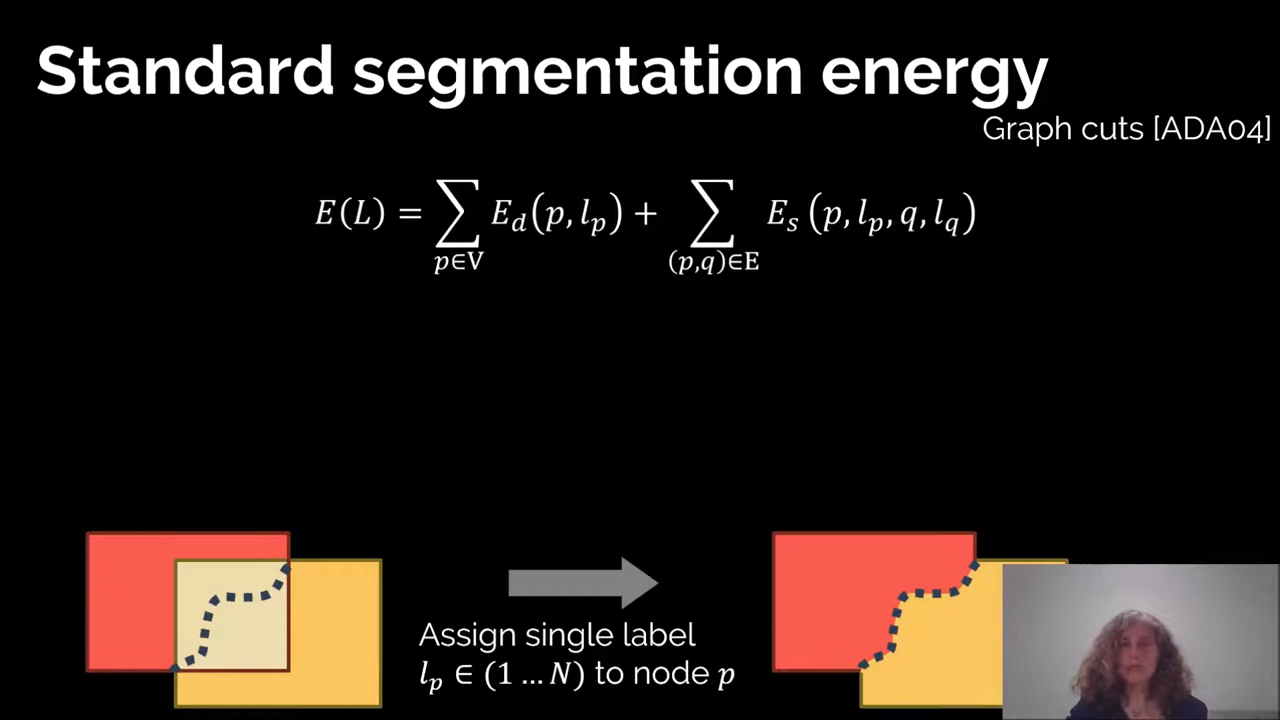 Standard segmentation energy
Graph cuts [ADA04]
E(L) = ∑_{p∈V} E_d(p, l_p) + ∑_{(p,q)∈E} E_s (p, l_p, q, l_q)
Assign single label
l_p ∈ (1 … N) to node p